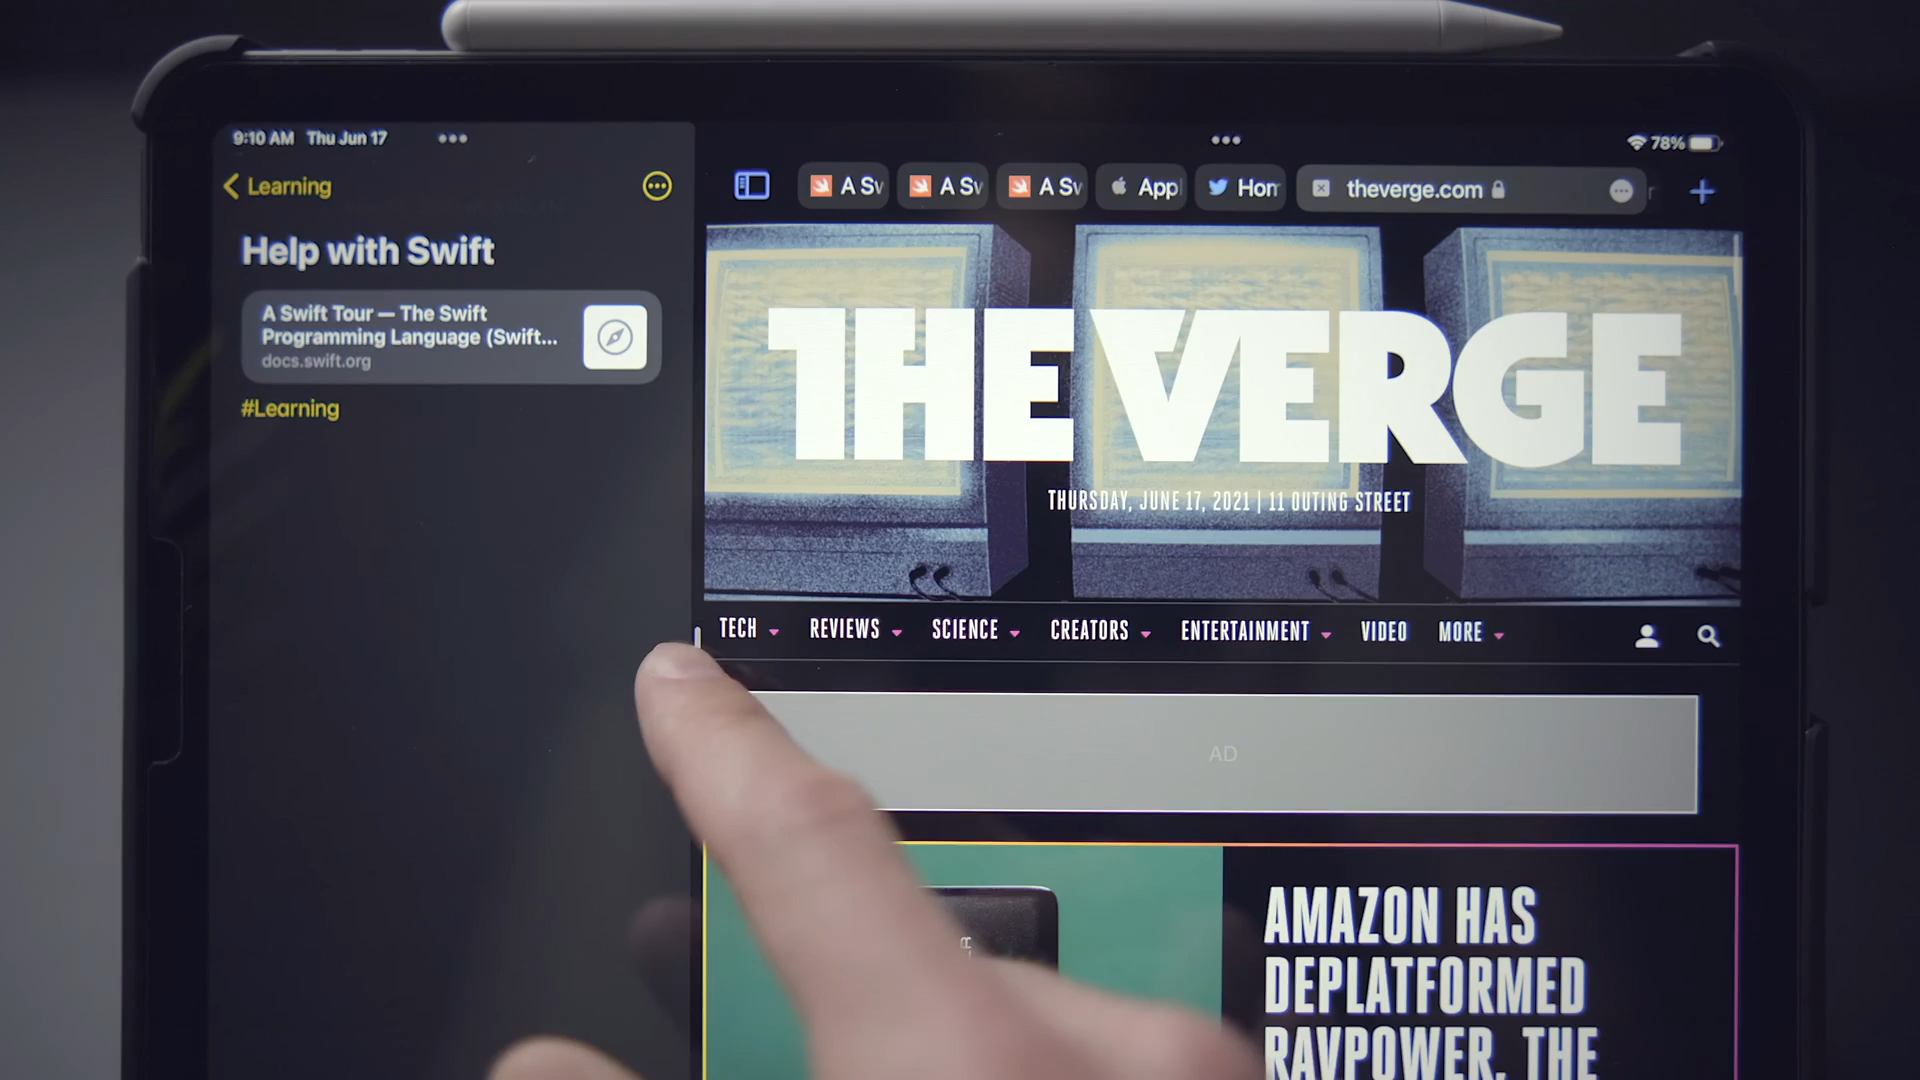 9:10 AM Thu Jun 17
Learning
Help with Swift
A Swift Tour — The Swift
Programming Language (Swift...
docs.swift.org
#Learning
78%
A Sv
A Sv
A Sv
App
Hon
theverge.com
THE VERGE
THURSDAY, JUNE 17, 2021 | 11 OUTING STREET
TECH REVIEWS SCIENCE CREATORS ENTERTAINMENT VIDEO MORE
AD
AMAZON HAS
DEPLATFORMED
RAVPOWER, THE